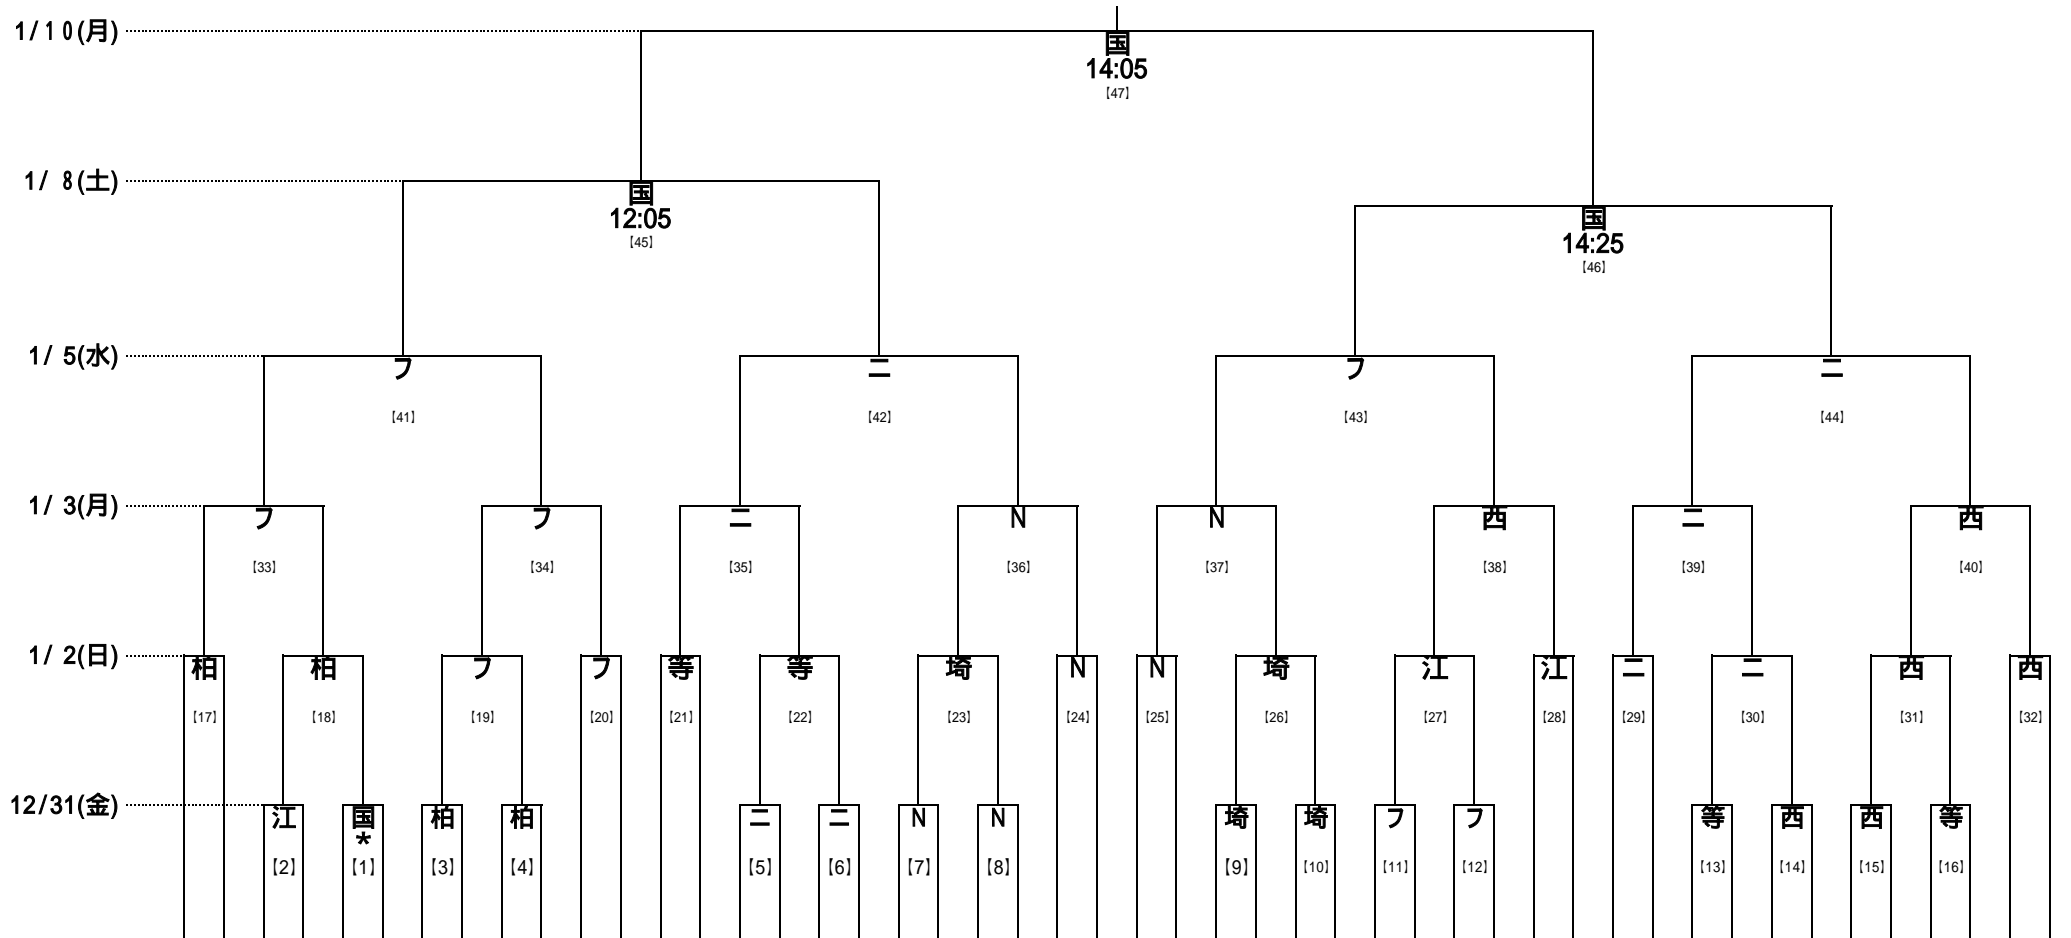 1/10(月)
国
14:05
【47】
1/ 8(土)
国
12:05
【45】
国
14:25
【46】
1/ 5(水)
フ ニ フ ニ
【41】 【42】 【43】 【44】
1/ 3(月)
フ フ ニ N N 西 ニ 西
【33】 【34】 【35】 【36】 【37】 【38】 【39】 【40】
1/ 2(日)
柏 柏 フ フ 等 等 埼 N N 埼 江 江 ニ ニ 西 西
【17】 【18】 【19】 【20】 【21】 【22】 【23】 【24】 【25】 【26】 【27】 【28】 【29】 【30】 【31】 【32】
12/31(金)
江 国 柏 柏 ニ ニ N N 埼 埼 フ フ 等 西 西 等
*
【2】 【1】 【3】 【4】 【5】 【6】 【7】 【8】 【9】 【10】 【11】 【12】 【13】 【14】 【15】 【16】